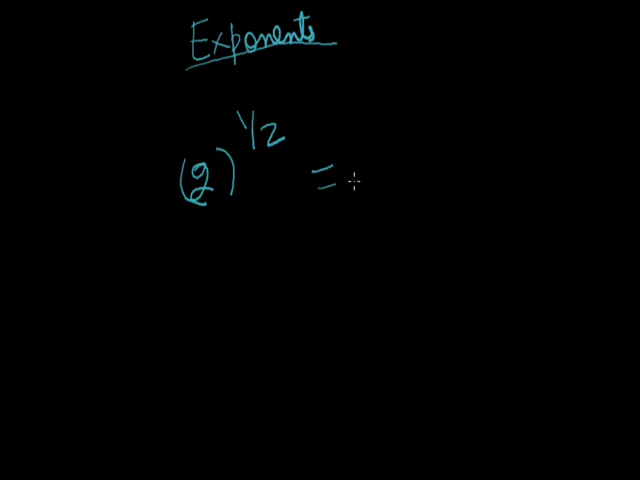 Exponents
(9)^1/2 =